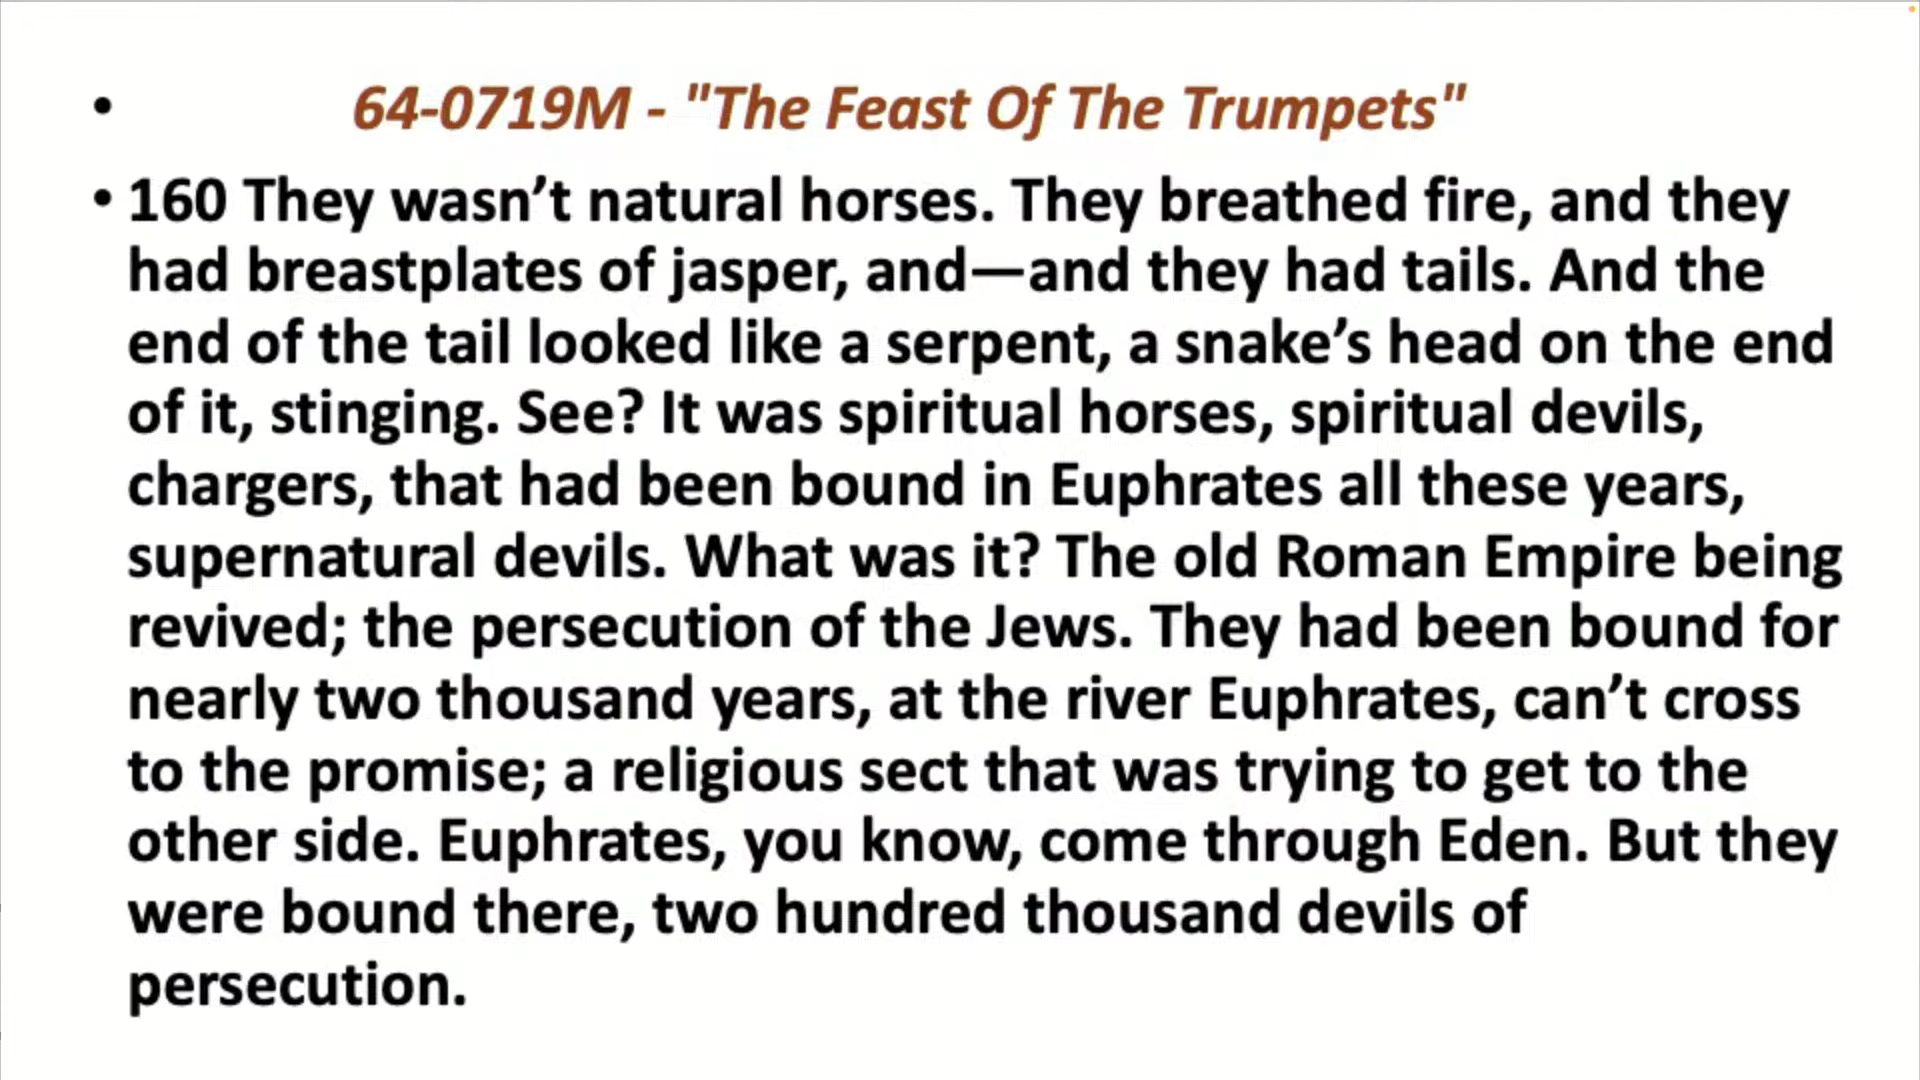 • 64-0719M - "The Feast Of The Trumpets"
• 160 They wasn’t natural horses. They breathed fire, and they
had breastplates of jasper, and—and they had tails. And the
end of the tail looked like a serpent, a snake’s head on the end
of it, stinging. See? It was spiritual horses, spiritual devils,
chargers, that had been bound in Euphrates all these years,
supernatural devils. What was it? The old Roman Empire being
revived; the persecution of the Jews. They had been bound for
nearly two thousand years, at the river Euphrates, can’t cross
to the promise; a religious sect that was trying to get to the
other side. Euphrates, you know, come through Eden. But they
were bound there, two hundred thousand devils of
persecution.